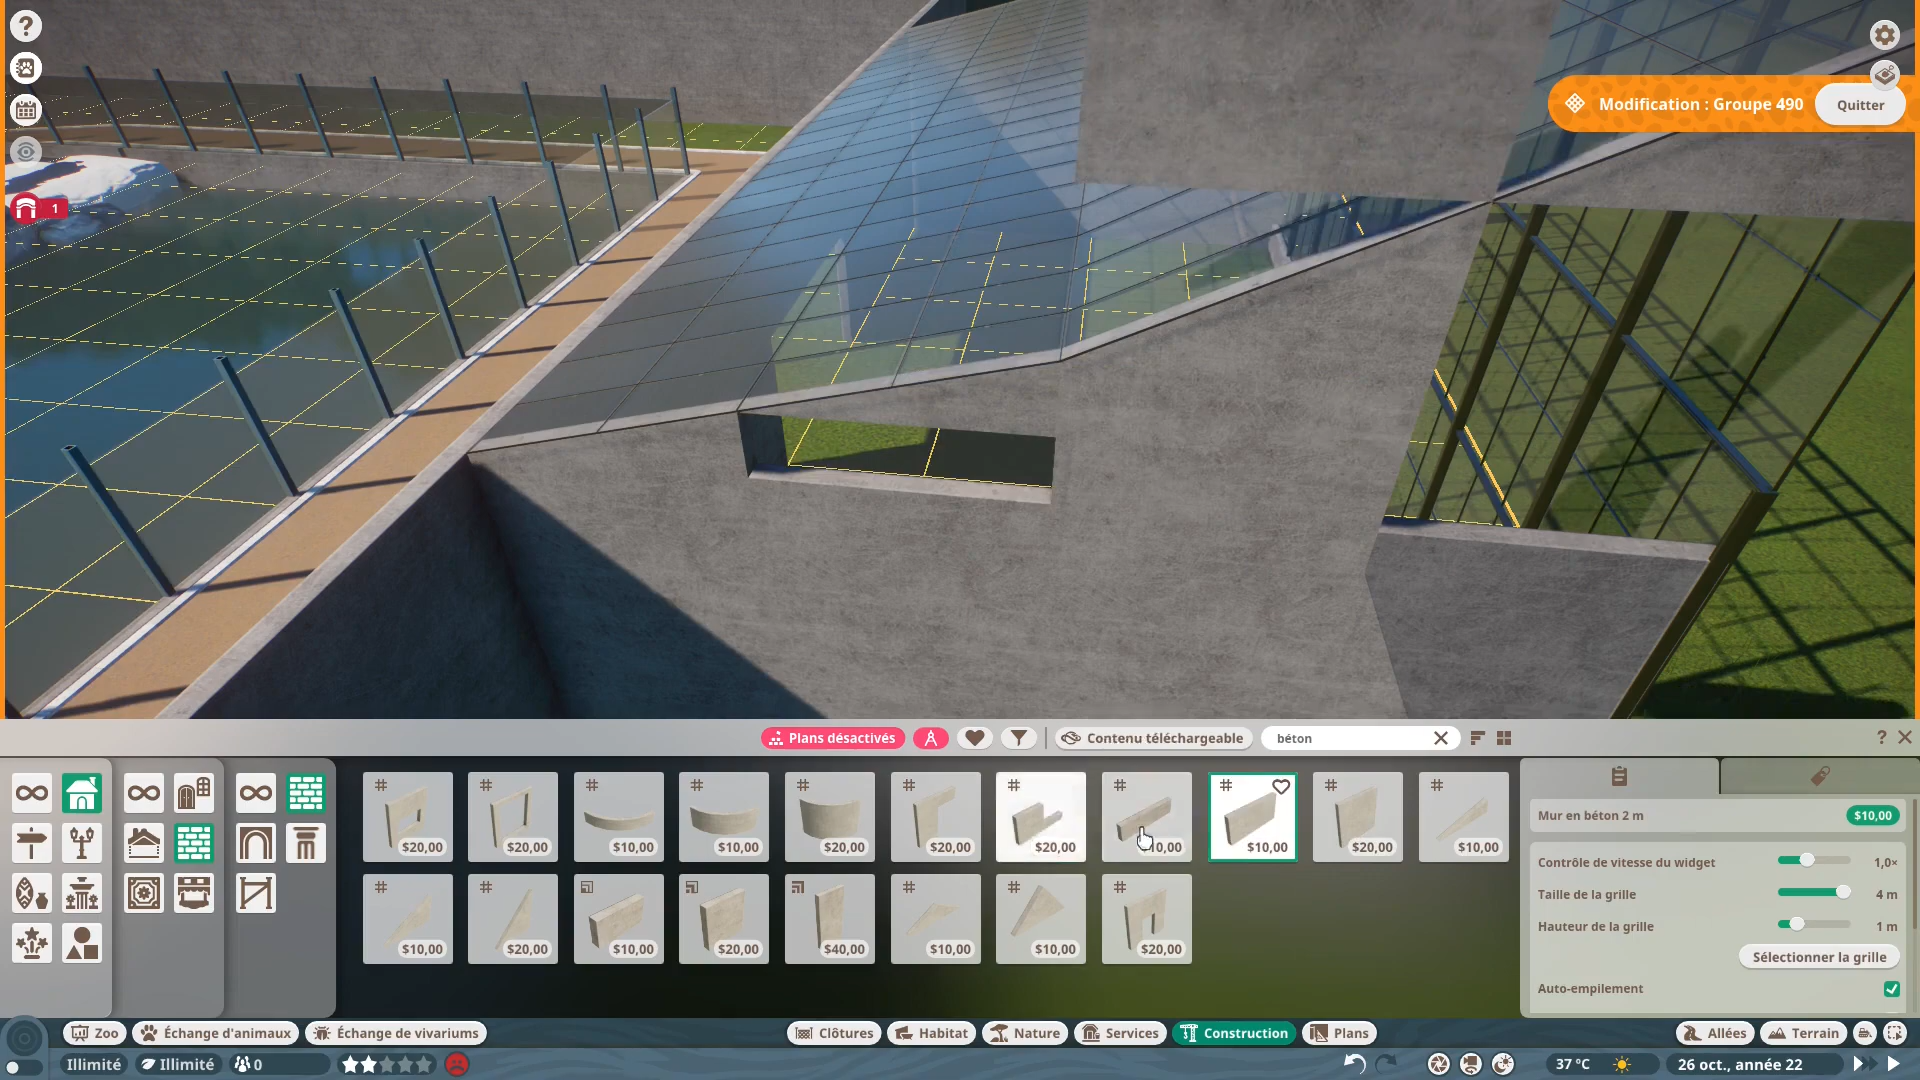 Modification : Groupe 490
Quitter
1
Plans désactivés
Contenu téléchargeable
béton
$20,00
$20,00
$10,00
$10,00
$20,00
$20,00
$20,00
10,00
$10,00
$20,00
$10,00
$10,00
$20,00
$10,00
$20,00
$40,00
$10,00
$10,00
$20,00
Mur en béton 2 m
$10,00
Contrôle de vitesse du widget
1,0×
Taille de la grille
4 m
Hauteur de la grille
1 m
Sélectionner la grille
Auto-empilement
Zoo
Échange d'animaux
Échange de vivariums
Clôtures
Habitat
Nature
Services
Construction
Plans
Allées
Terrain
Illimité
Illimité
0
37 °C
26 oct., année 22